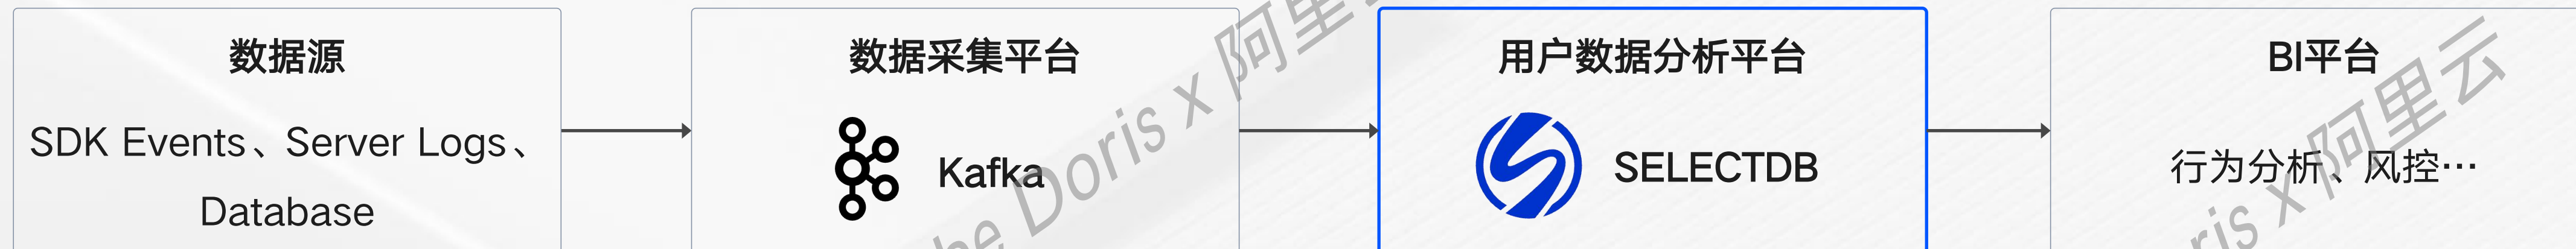 数据源
SDK Events、Server Logs、
Database
数据采集平台
Kafka
用户数据分析平台
SELECTDB
BI平台
行为分析、风控…
Doris x 阿里
x 阿里云